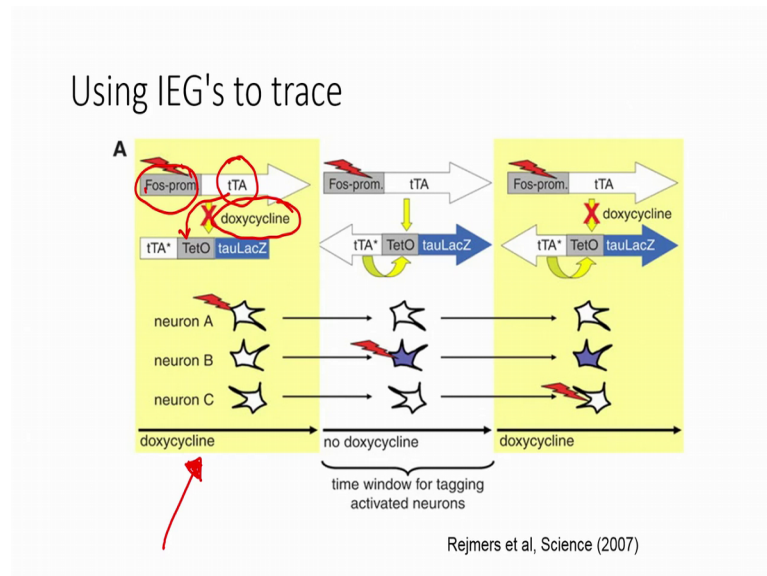 Using IEG's to trace
A
Fos-prom tTA
doxycycline
tTA* TetO tauLacZ
Fos-prom. tTA
tTA* TetO tauLacZ
Fos-prom. tTA
doxycycline
tTA* TetO tauLacZ
neuron A
neuron B
neuron C
doxycycline
no doxycycline
doxycycline
time window for tagging
activated neurons
Rejmers et al, Science (2007)